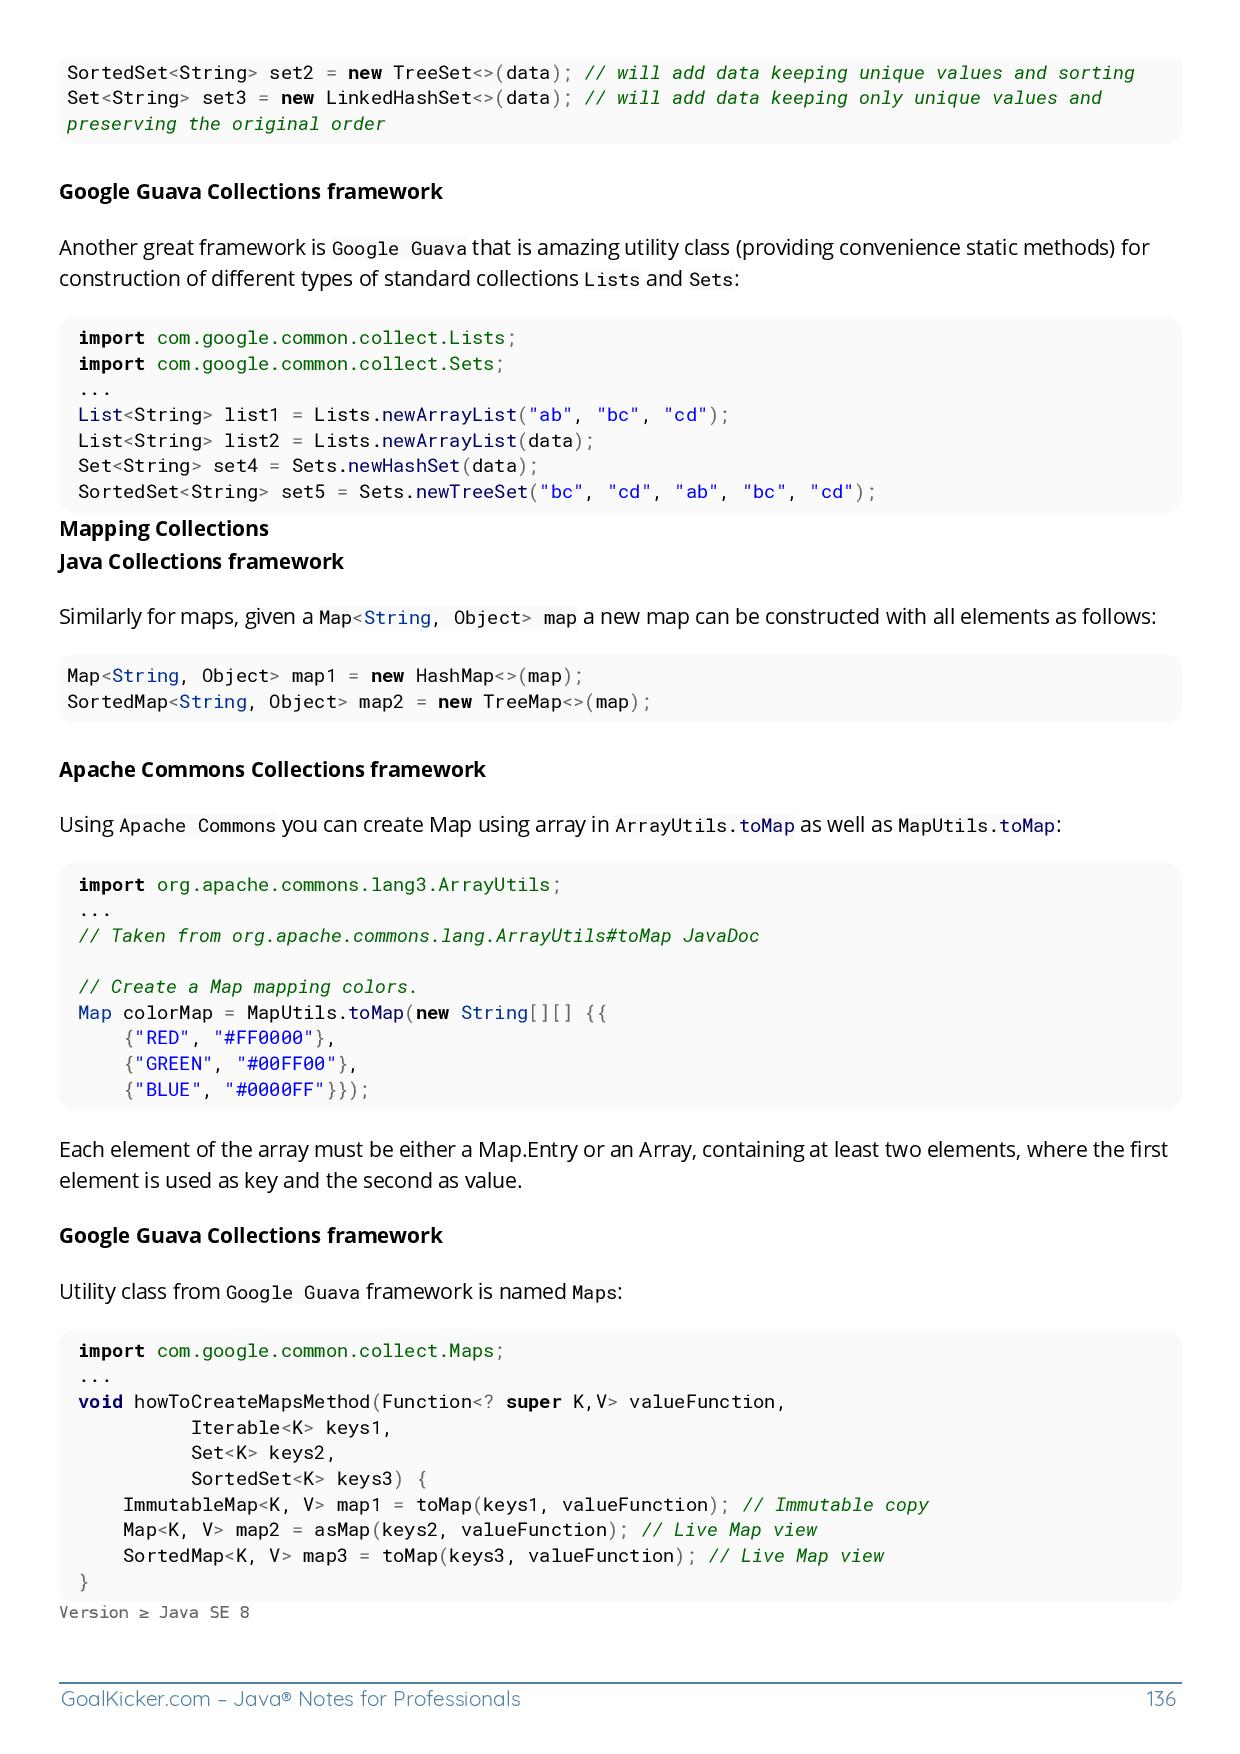 SortedSet<String> set2 = new TreeSet<>(data); // will add data keeping unique values and sorting
Set<String> set3 = new LinkedHashSet<>(data); // will add data keeping only unique values and
preserving the original order
Google Guava Collections framework
Another great framework is Google Guava that is amazing utility class (providing convenience static methods) for
construction of different types of standard collections Lists and Sets:
import com.google.common.collect.Lists;
import com.google.common.collect.Sets;
...
List<String> list1 = Lists.newArrayList("ab", "bc", "cd");
List<String> list2 = Lists.newArrayList(data);
Set<String> set4 = Sets.newHashSet(data);
SortedSet<String> set5 = Sets.newTreeSet("bc", "cd", "ab", "bc", "cd");
Mapping Collections
Java Collections framework
Similarly for maps, given a Map<String, Object> map a new map can be constructed with all elements as follows:
Map<String, Object> map1 = new HashMap<>(map);
SortedMap<String, Object> map2 = new TreeMap<>(map);
Apache Commons Collections framework
Using Apache Commons you can create Map using array in ArrayUtils.toMap as well as MapUtils.toMap:
import org.apache.commons.lang3.ArrayUtils;
...
// Taken from org.apache.commons.lang.ArrayUtils#toMap JavaDoc
// Create a Map mapping colors.
Map colorMap = MapUtils.toMap(new String[][] {{
    {"RED", "#FF0000"},
    {"GREEN", "#00FF00"},
    {"BLUE", "#0000FF"}});
Each element of the array must be either a Map.Entry or an Array, containing at least two elements, where the first
element is used as key and the second as value.
Google Guava Collections framework
Utility class from Google Guava framework is named Maps:
import com.google.common.collect.Maps;
...
void howToCreateMapsMethod(Function<? super K,V> valueFunction,
          Iterable<K> keys1,
          Set<K> keys2,
          SortedSet<K> keys3) {
    ImmutableMap<K, V> map1 = toMap(keys1, valueFunction); // Immutable copy
    Map<K, V> map2 = asMap(keys2, valueFunction); // Live Map view
    SortedMap<K, V> map3 = toMap(keys3, valueFunction); // Live Map view
}
Version ≥ Java SE 8
GoalKicker.com – Java® Notes for Professionals 136